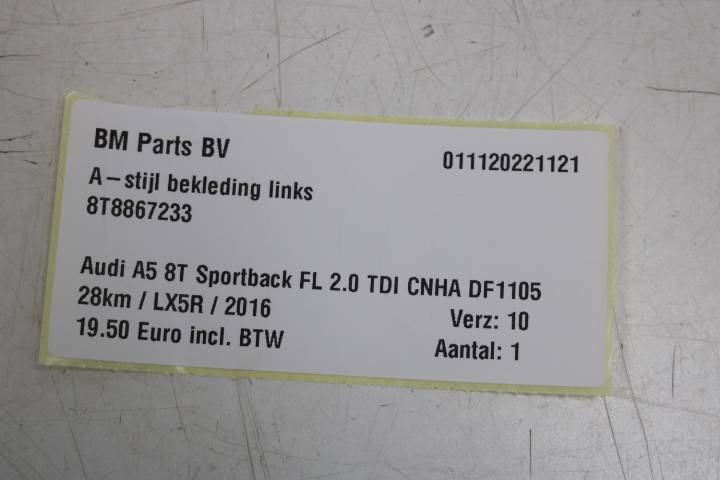 BM Parts BV 011120221121
A-stijl bekleding links
8T8867233
Audi A5 8T Sportback FL 2.0 TDI CNHA DF1105
28km / LX5R / 2016 Verz: 10
19.50 Euro incl. BTW Aantal: 1